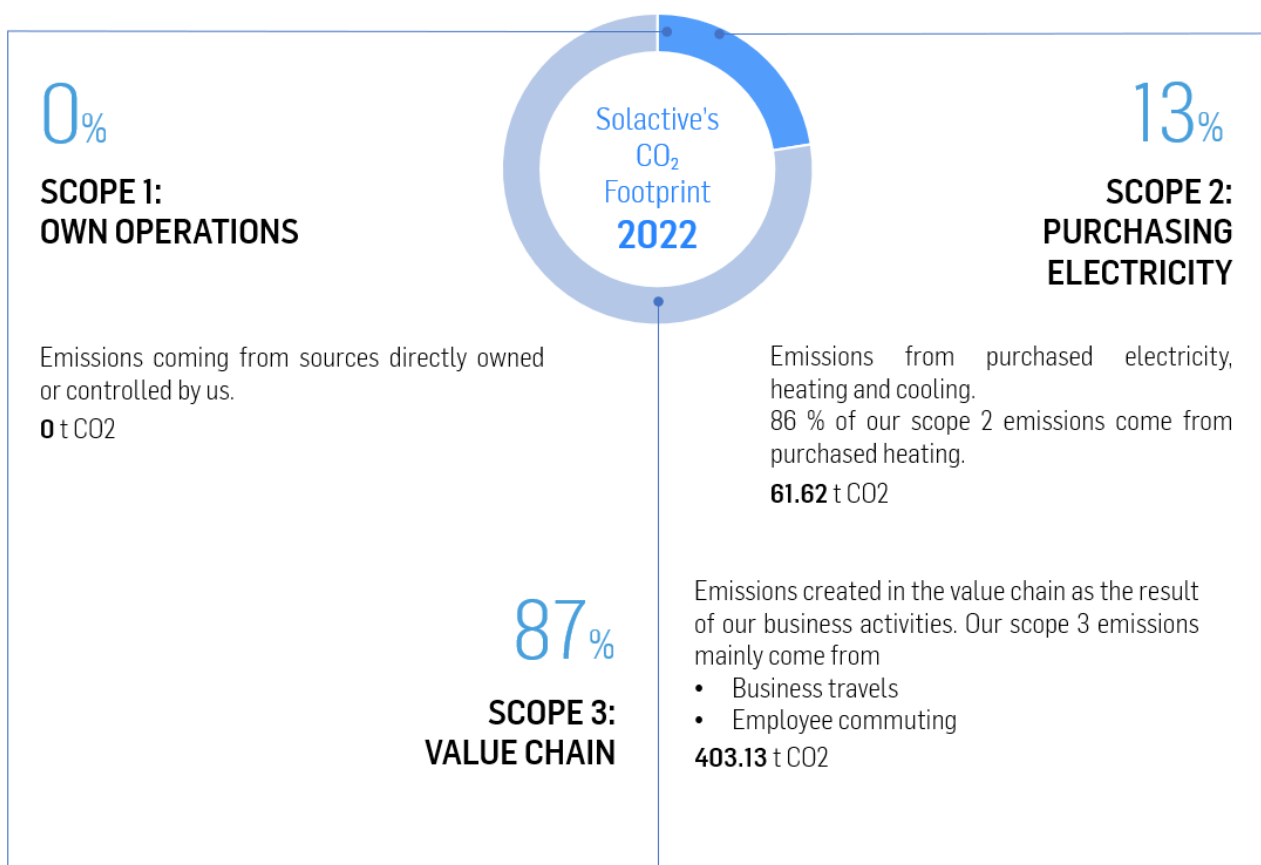 Solactive's
CO₂
Footprint
2022
0%
SCOPE 1:
OWN OPERATIONS
Emissions coming from sources directly owned
or controlled by us.
0 t CO2
13%
SCOPE 2:
PURCHASING
ELECTRICITY
Emissions from purchased electricity,
heating and cooling.
86 % of our scope 2 emissions come from
purchased heating.
61.62 t CO2
87%
SCOPE 3:
VALUE CHAIN
Emissions created in the value chain as the result
of our business activities. Our scope 3 emissions
mainly come from
• Business travels
• Employee commuting
403.13 t CO2